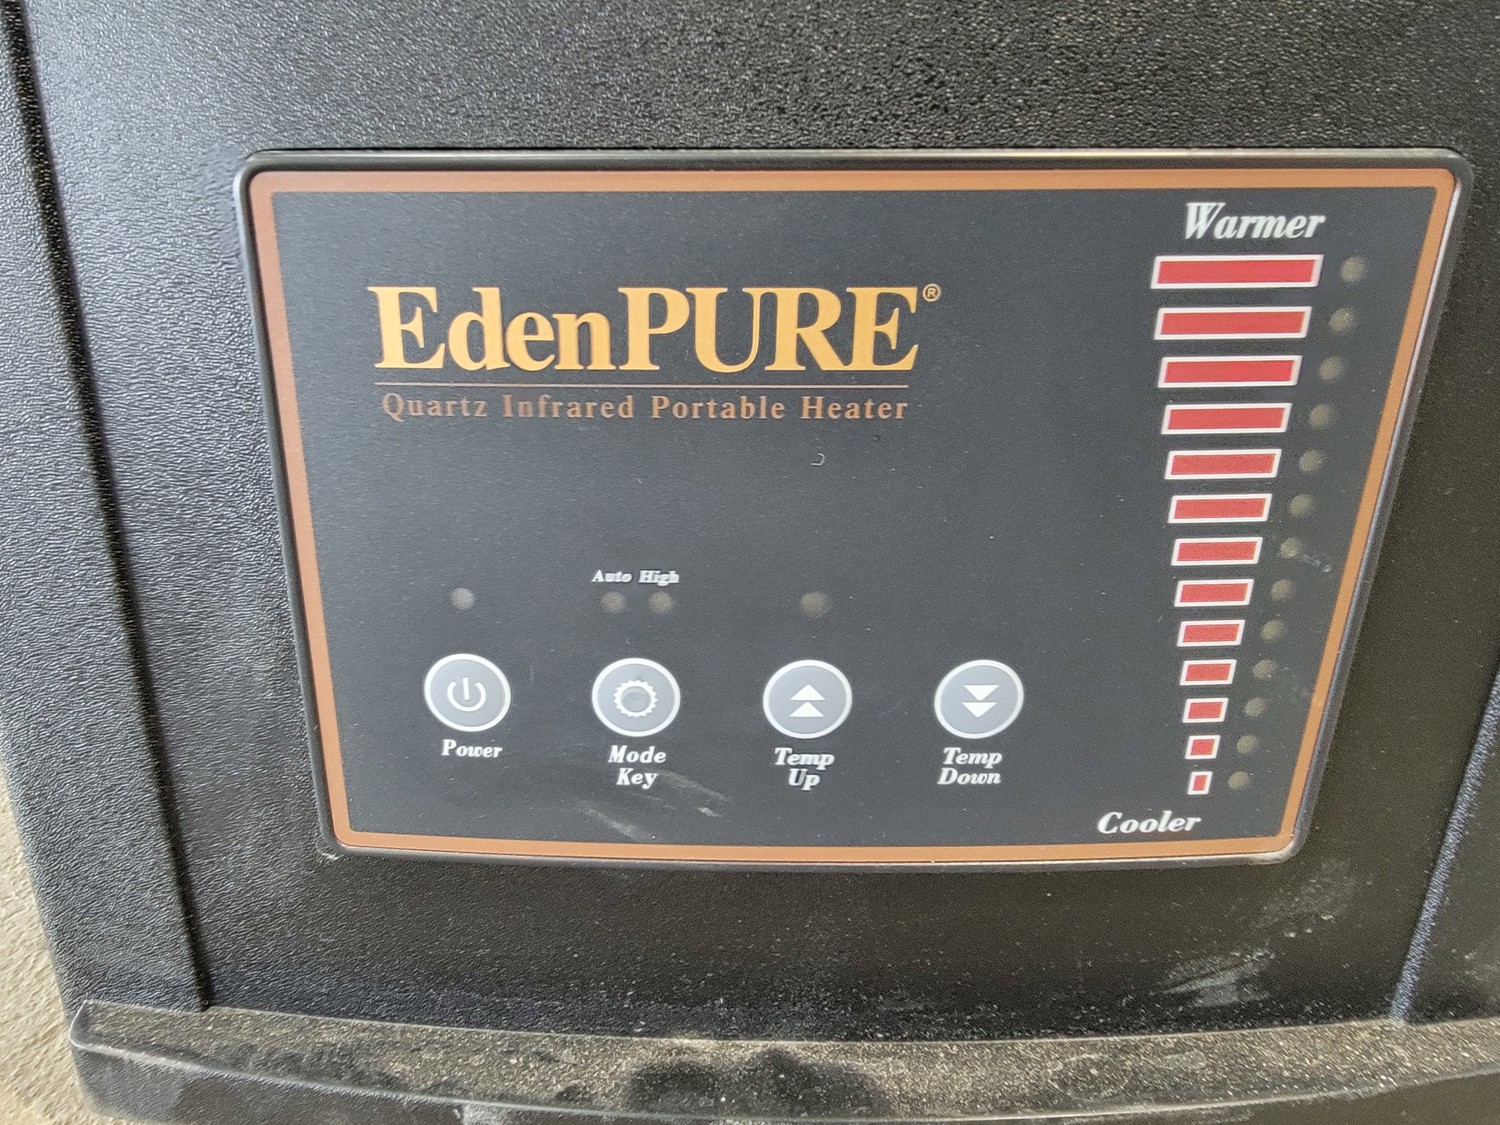 Warmer
EdenPURE®
Quartz Infrared Portable Heater
Auto High
Power
Mode
Key
Temp
Up
Temp
Down
Cooler